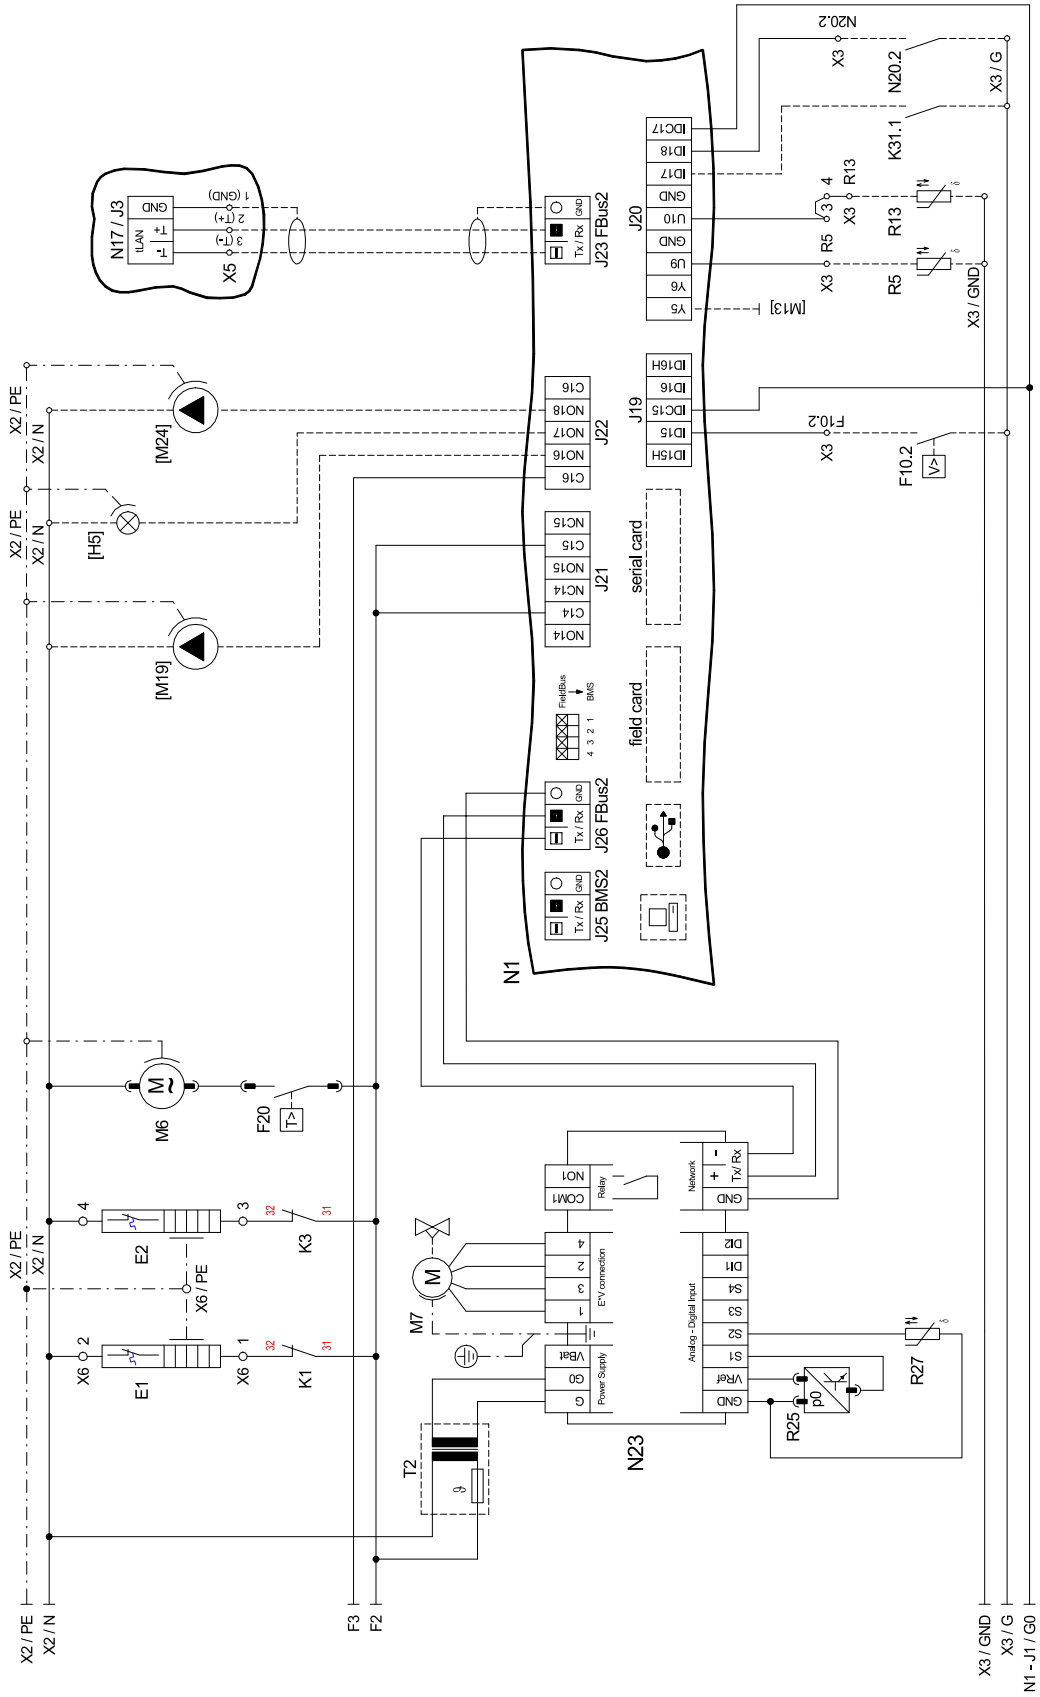 X2 / PE
X2 / N
F3
F2
X3 / GND
X3 / G
N1 - J1 / G0
T2
ϑ
X6
2
E1
X6
1
32
31
K1
X2 / PE
X2 / N
X6 / PE
4
E2
3
32
31
K3
M6
M
~
F20
T>
M7
M
N23
G
G0
VBat
Power Supply
1
3
2
4
E*V connection
COM1
NO1
Relay
GND
VRef
S1
S2
S3
S4
DI1
DI2
Analog - Digital Input
GND
+
-
Tx/ Rx
Network
R25
p0
R27
δ
N1
J25 BMS2
Tx / Rx
GND
J26 FBus2
Tx / Rx
GND
4
3
2
1
FieldBus
BMS
field card
serial card
J21
NO14
C14
NC14
NO15
C15
NC15
J22
C16
NO16
NO17
NO18
C16
J23 FBus2
Tx / Rx
GND
J19
ID15H
ID15
IDC15
ID16
ID16H
J20
Y5
Y6
U9
GND
U10
GND
ID17
ID18
IDC17
[M19]
[H5]
X2 / PE
X2 / N
[M24]
X2 / PE
X2 / N
N17 / J3
tLAN
T-
T+
GND
3 (T-)
2 (T+)
1 (GND)
X5
X3
F10.2
F10.2
V>
[M13]
X3
R5
R5
δ
X3 / GND
3
4
X3
R13
R13
δ
K31.1
X3
N20.2
N20.2
X3 / G